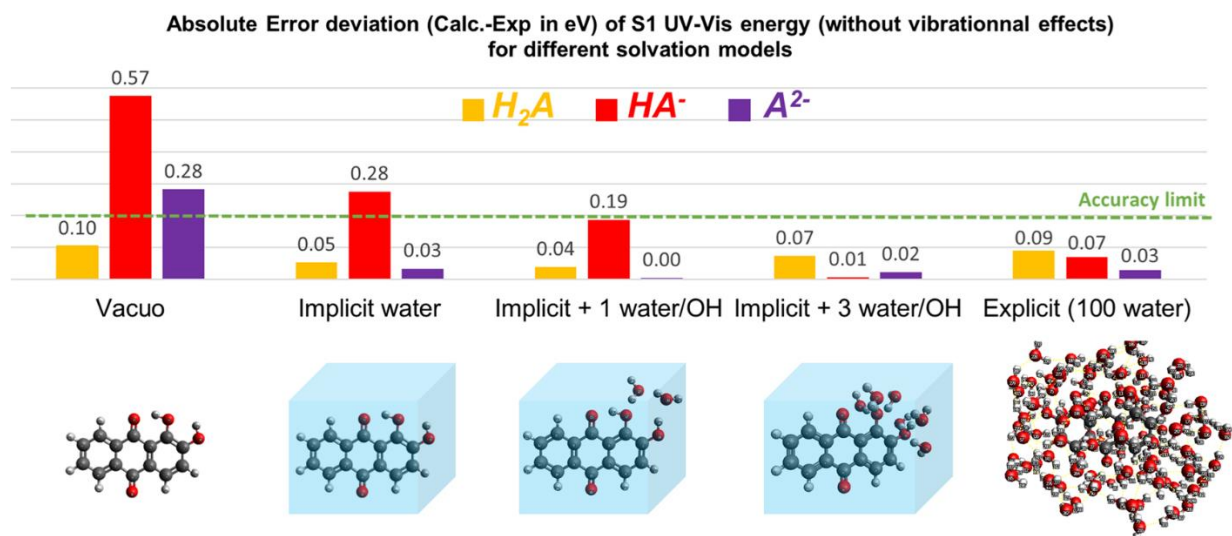 Absolute Error deviation (Calc.-Exp in eV) of S1 UV-Vis energy (without vibrationnal effects)
for different solvation models
0.57
H₂A HA⁻ A²⁻
0.28
0.28
0.19
Accuracy limit
0.10
0.05
0.03
0.04
0.00
0.07
0.01
0.02
0.09
0.07
0.03
Vacuo
Implicit water
Implicit + 1 water/OH
Implicit + 3 water/OH
Explicit (100 water)